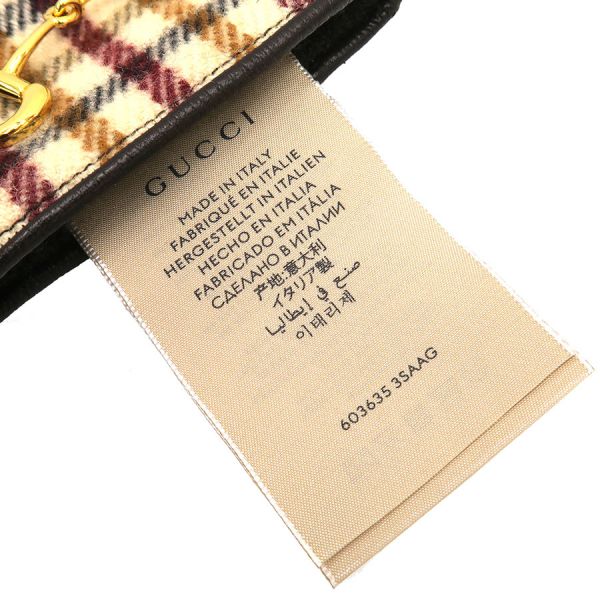 GUCCI
MADE IN ITALY
FABRIQUÉ EN ITALIE
HERGESTELLT IN ITALIEN
HECHO EN ITALIA
FABRICADO EM ITÁLIA
СДЕЛАНО В ИТАЛИИ
产地:意大利
イタリア製
صنع في إيطاليا
이태리제
603635 3SAAG